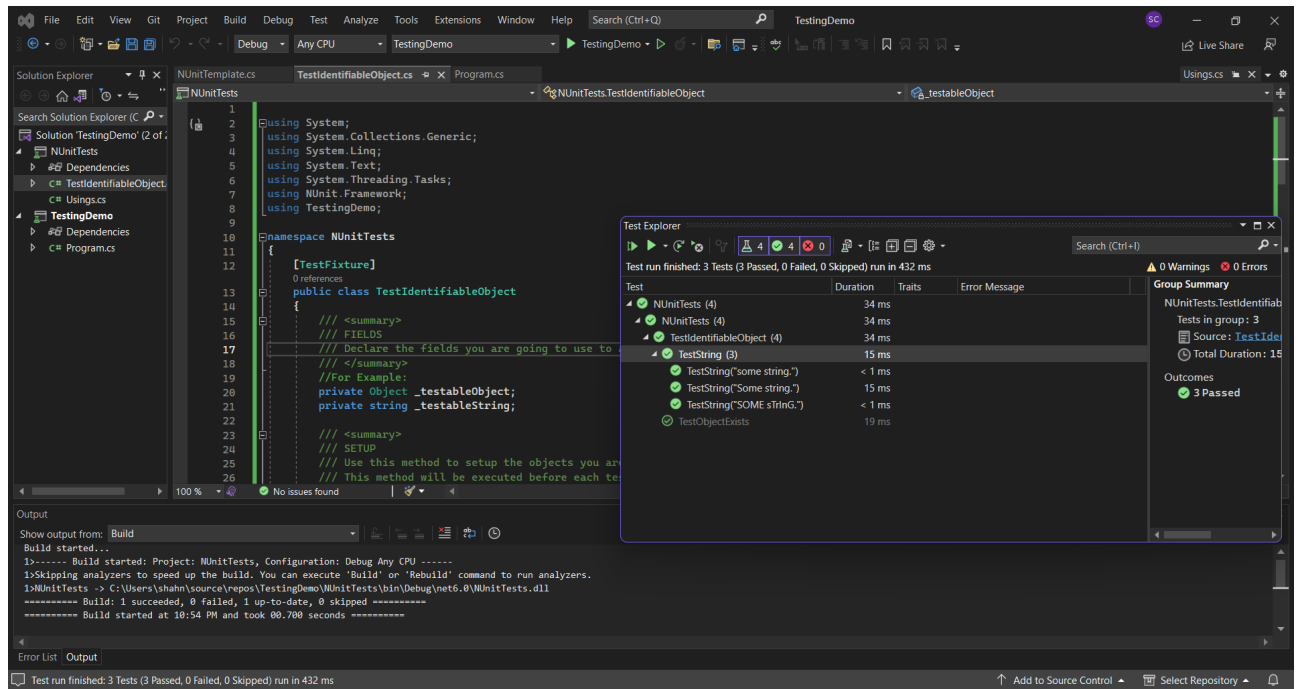 File Edit View Git Project Build Debug Test Analyze Tools Extensions Window Help Search (Ctrl+Q) TestingDemo SC
Debug Any CPU TestingDemo TestingDemo Live Share
Solution Explorer
NUnitTemplate.cs TestIdentifiableObject.cs Program.cs Usings.cs
NUnitTests NUnitTests.TestIdentifiableObject _testableObject
Search Solution Explorer (C
Solution 'TestingDemo' (2 of 2
NUnitTests
Dependencies
C# TestIdentifiableObject.
C# Usings.cs
TestingDemo
Dependencies
C# Program.cs
1
2 using System;
3 using System.Collections.Generic;
4 using System.Linq;
5 using System.Text;
6 using System.Threading.Tasks;
7 using NUnit.Framework;
8 using TestingDemo;
9
10 namespace NUnitTests
11 {
12 [TestFixture]
0 references
13 public class TestIdentifiableObject
14 {
15 /// <summary>
16 /// FIELDS
17 /// Declare the fields you are going to use to
18 /// </summary>
19 //For Example:
20 private Object _testableObject;
21 private string _testableString;
22
23 /// <summary>
24 /// SETUP
25 /// Use this method to setup the objects you ar
26 /// This method will be executed before each te
100 % No issues found
Test Explorer
4 4 0 Search (Ctrl+I)
Test run finished: 3 Tests (3 Passed, 0 Failed, 0 Skipped) run in 432 ms 0 Warnings 0 Errors
Test Duration Traits Error Message
NUnitTests (4) 34 ms
NUnitTests (4) 34 ms
TestIdentifiableObject (4) 34 ms
TestString (3) 15 ms
TestString("some string.") < 1 ms
TestString("Some string.") 15 ms
TestString("SOME sTrInG.") < 1 ms
TestObjectExists 19 ms
Group Summary
NUnitTests.TestIdentifiab
Tests in group: 3
Source: TestIde
Total Duration: 15
Outcomes
3 Passed
Output
Show output from: Build
Build started...
1>------ Build started: Project: NUnitTests, Configuration: Debug Any CPU ------
1>Skipping analyzers to speed up the build. You can execute 'Build' or 'Rebuild' command to run analyzers.
1>NUnitTests -> C:\Users\shahn\source\repos\TestingDemo\NUnitTests\bin\Debug\net6.0\NUnitTests.dll
========== Build: 1 succeeded, 0 failed, 1 up-to-date, 0 skipped ==========
========== Build started at 10:54 PM and took 00.700 seconds ==========
Error List Output
Test run finished: 3 Tests (3 Passed, 0 Failed, 0 Skipped) run in 432 ms Add to Source Control Select Repository